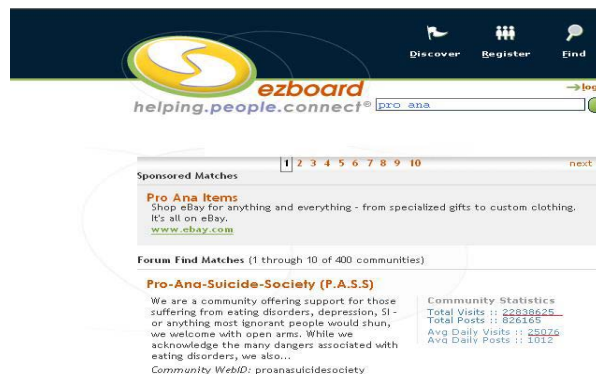 Discover Register Find
ezboard
helping.people.connect®
pro ana
1 2 3 4 5 6 7 8 9 10 next
Sponsored Matches
Pro Ana Items
Shop eBay for anything and everything - from specialized gifts to custom clothing.
It's all on eBay.
www.ebay.com
Forum Find Matches (1 through 10 of 400 communities)
Pro-Ana-Suicide-Society (P.A.S.S)
We are a community offering support for those
suffering from eating disorders, depression, SI -
or anything most ignorant people would shun,
we welcome with open arms. While we
acknowledge the many dangers associated with
eating disorders, we also...
Community WebID: proanasuicidesociety
Community Statistics
Total Visits :: 22838625
Total Posts :: 826165
Avg Daily Visits :: 25076
Avg Daily Posts :: 1012